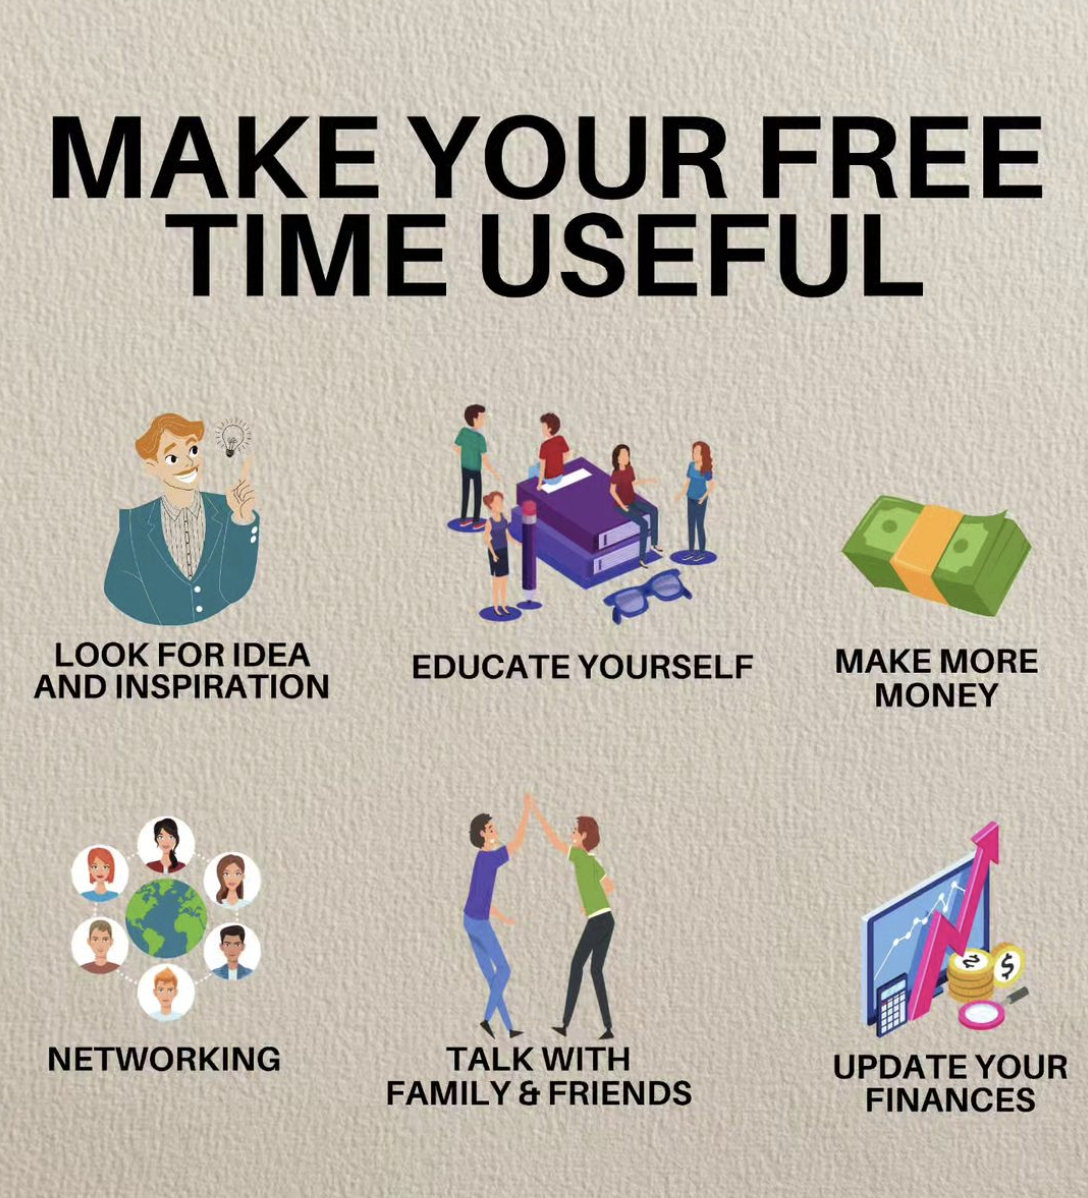 MAKE YOUR FREE
TIME USEFUL
LOOK FOR IDEA
AND INSPIRATION
EDUCATE YOURSELF
MAKE MORE
MONEY
NETWORKING
TALK WITH
FAMILY & FRIENDS
UPDATE YOUR
FINANCES